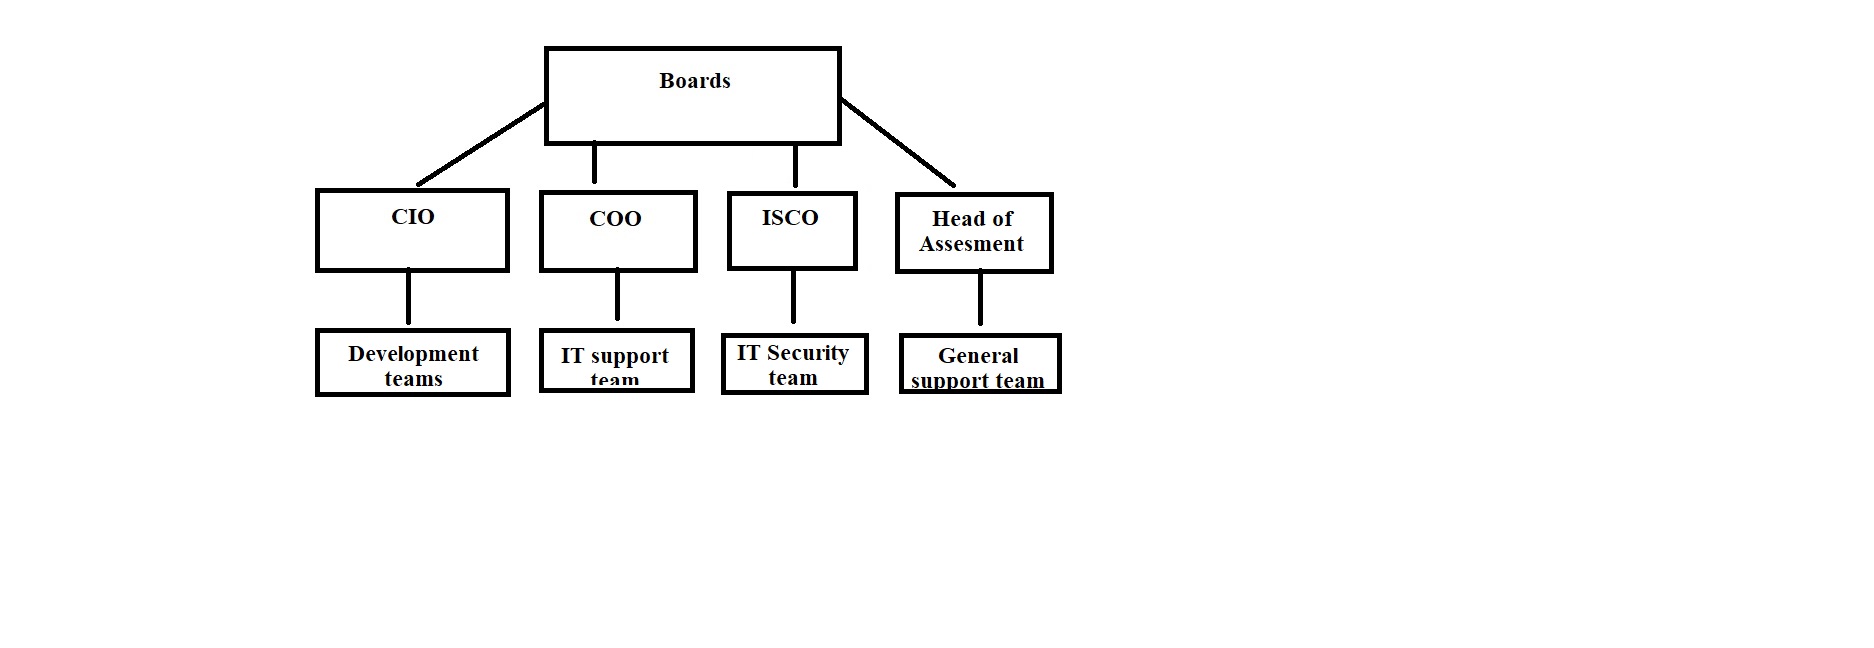 Boards
CIO
COO
ISCO
Head of
Assesment
Development
teams
IT support
team
IT Security
team
General
support team